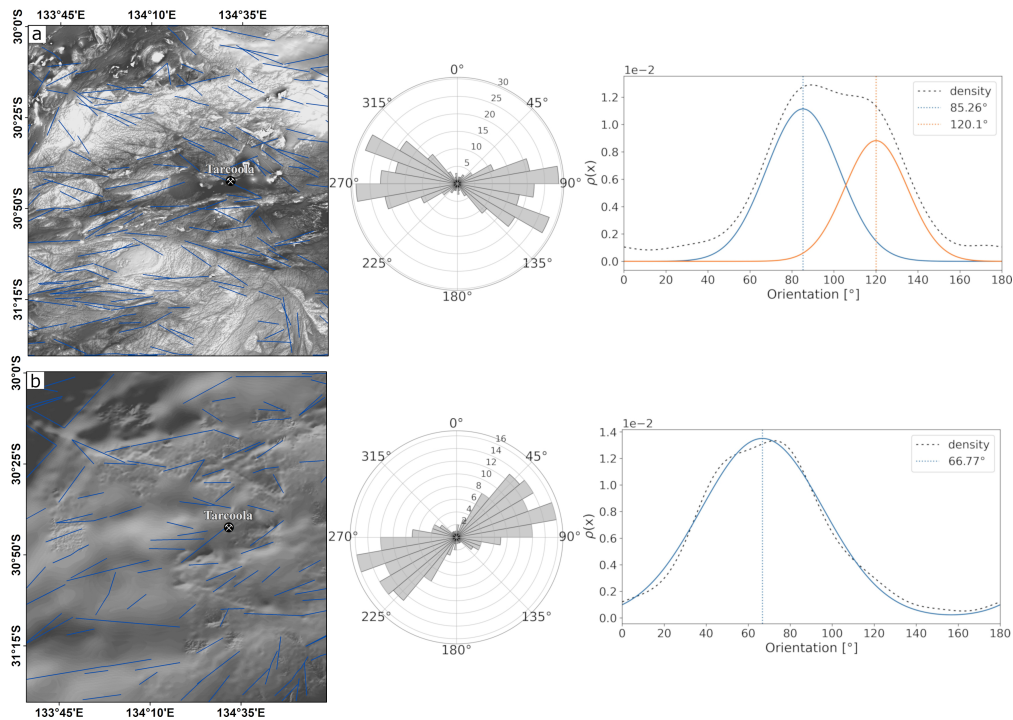 133°45'E 134°10'E 134°35'E
30°0'S
30°25'S
30°50'S
31°15'S
a
Tarcoola
0°
45°
90°
135°
180°
225°
270°
315°
5
10
15
20
25
30
1e−2
1.2
1.0
0.8
0.6
0.4
0.2
0.0
ρ(x)
0 20 40 60 80 100 120 140 160 180
Orientation [°]
density
85.26°
120.1°
30°0'S
30°25'S
30°50'S
31°15'S
b
Tarcoola
133°45'E 134°10'E 134°35'E
0°
45°
90°
135°
180°
225°
270°
315°
2
4
6
8
10
12
14
16
1e−2
1.4
1.2
1.0
0.8
0.6
0.4
0.2
0.0
ρ(x)
0 20 40 60 80 100 120 140 160 180
Orientation [°]
density
66.77°